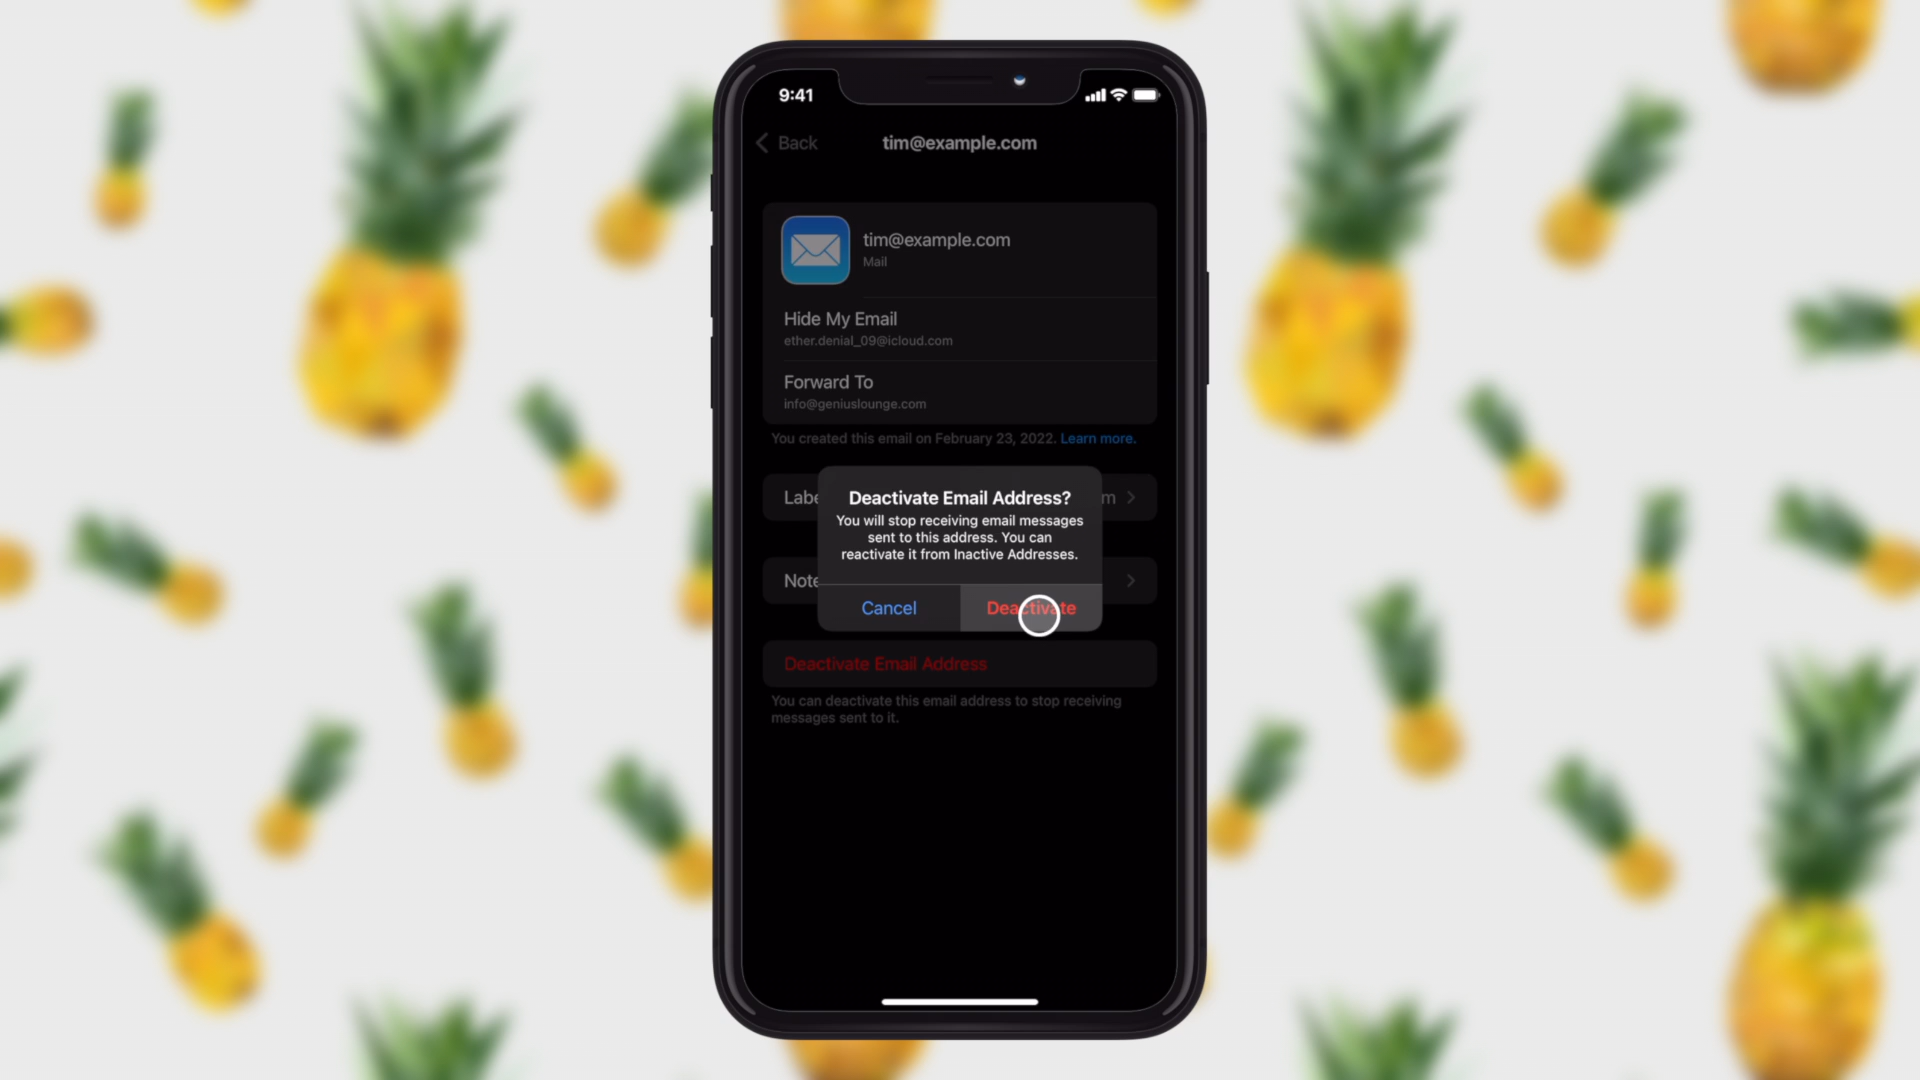 9:41
Back
tim@example.com
tim@example.com
Mail
Hide My Email
ether.denial_09@icloud.com
Forward To
info@geniuslounge.com
You created this email on February 23, 2022. Learn more.
Deactivate Email Address?
You will stop receiving email messages
sent to this address. You can
reactivate it from Inactive Addresses.
Cancel
Deactivate
Deactivate Email Address
You can deactivate this email address to stop receiving
messages sent to it.